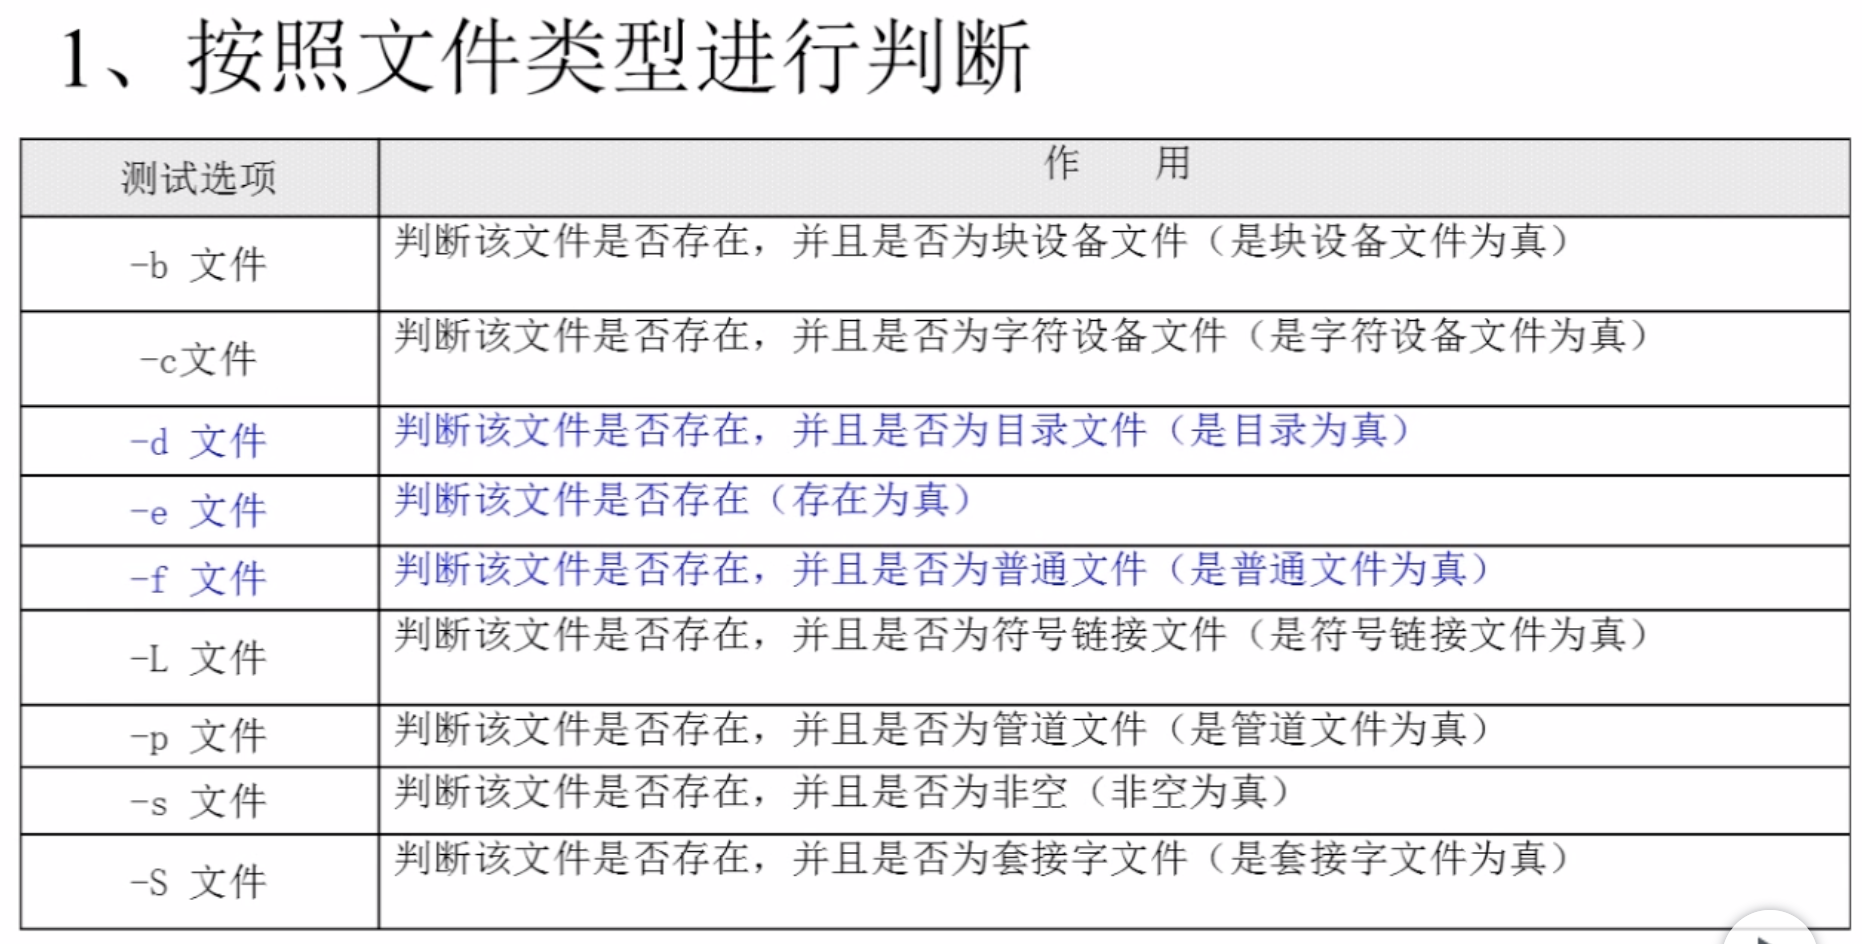 1、按照文件类型进行判断
测试选项 作 用
-b 文件 判断该文件是否存在，并且是否为块设备文件（是块设备文件为真）
-c文件 判断该文件是否存在，并且是否为字符设备文件（是字符设备文件为真）
-d 文件 判断该文件是否存在，并且是否为目录文件（是目录为真）
-e 文件 判断该文件是否存在（存在为真）
-f 文件 判断该文件是否存在，并且是否为普通文件（是普通文件为真）
-L 文件 判断该文件是否存在，并且是否为符号链接文件（是符号链接文件为真）
-p 文件 判断该文件是否存在，并且是否为管道文件（是管道文件为真）
-s 文件 判断该文件是否存在，并且是否为非空（非空为真）
-S 文件 判断该文件是否存在，并且是否为套接字文件（是套接字文件为真）